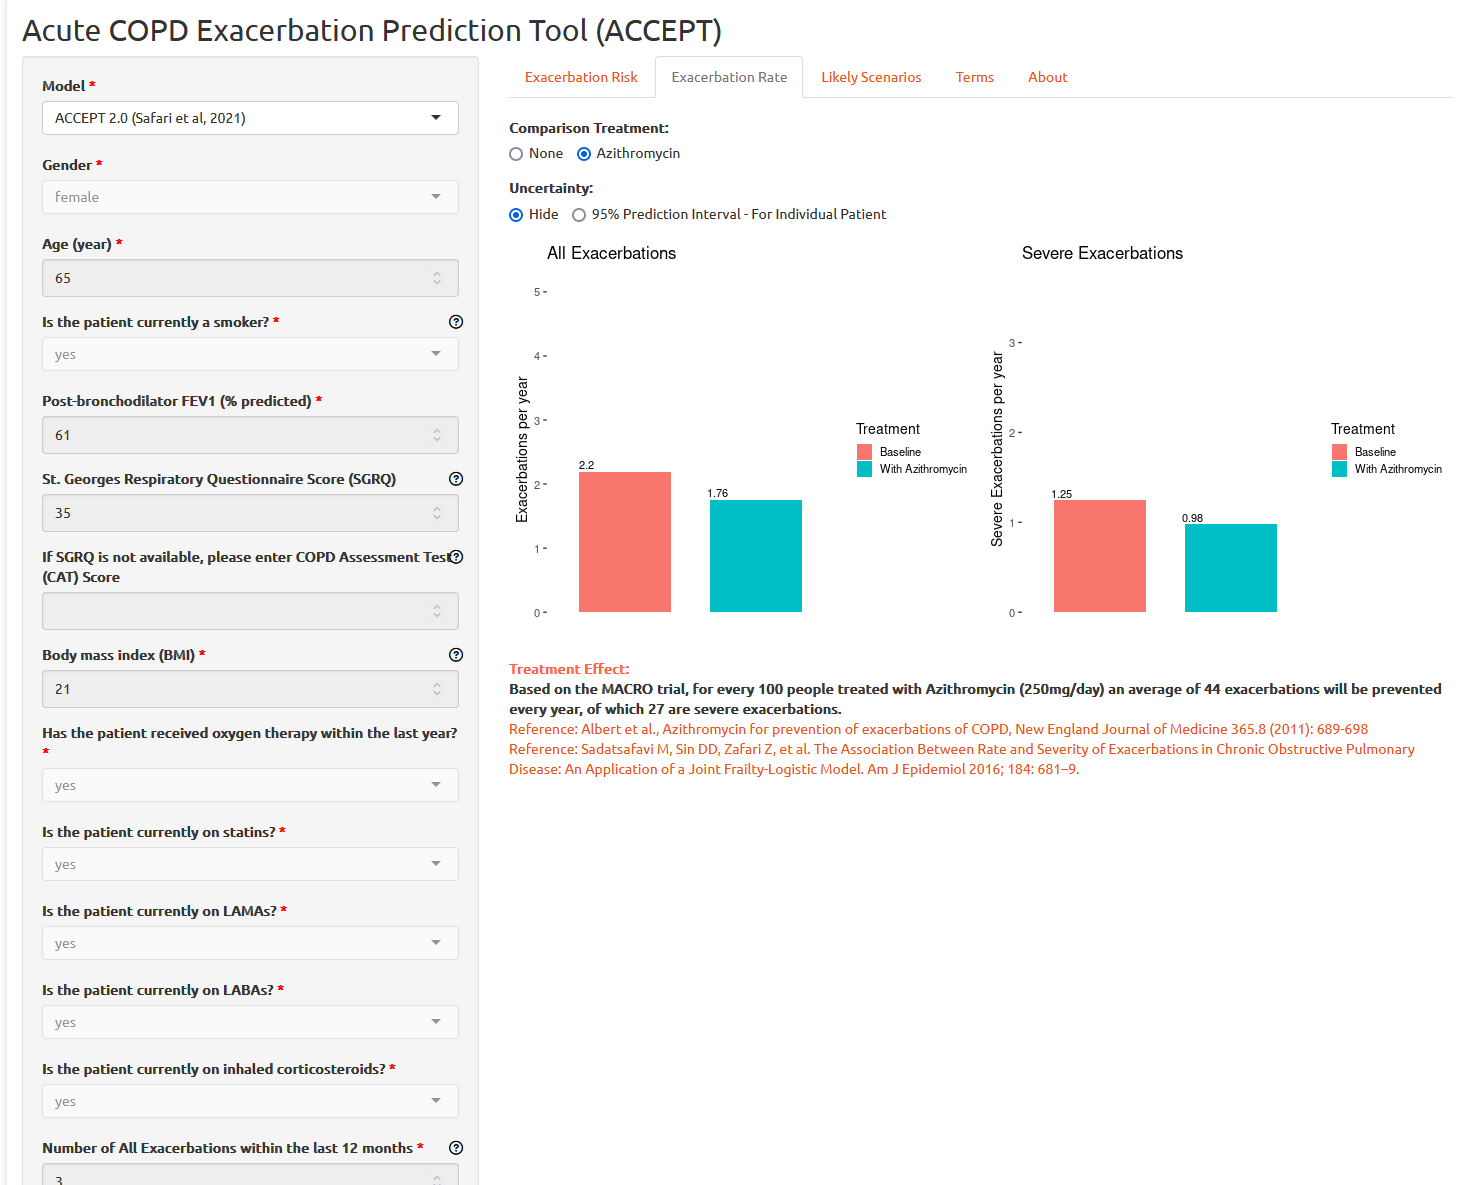 Acute COPD Exacerbation Prediction Tool (ACCEPT)
Model *
ACCEPT 2.0 (Safari et al, 2021)
Gender *
female
Age (year) *
65
Is the patient currently a smoker? *
yes
Post-bronchodilator FEV1 (% predicted) *
61
St. Georges Respiratory Questionnaire Score (SGRQ)
35
If SGRQ is not available, please enter COPD Assessment Test
(CAT) Score
Body mass index (BMI) *
21
Has the patient received oxygen therapy within the last year?
*
yes
Is the patient currently on statins? *
yes
Is the patient currently on LAMAs? *
yes
Is the patient currently on LABAs? *
yes
Is the patient currently on inhaled corticosteroids? *
yes
Number of All Exacerbations within the last 12 months *
3
Exacerbation Risk
Exacerbation Rate
Likely Scenarios
Terms
About
Comparison Treatment:
None
Azithromycin
Uncertainty:
Hide
95% Prediction Interval - For Individual Patient
All Exacerbations
Exacerbations per year
5
4
3
2
1
0
2.2
1.76
Treatment
Baseline
With Azithromycin
Severe Exacerbations
Severe Exacerbations per year
3
2
1
0
1.25
0.98
Treatment
Baseline
With Azithromycin
Treatment Effect:
Based on the MACRO trial, for every 100 people treated with Azithromycin (250mg/day) an average of 44 exacerbations will be prevented
every year, of which 27 are severe exacerbations.
Reference: Albert et al., Azithromycin for prevention of exacerbations of COPD, New England Journal of Medicine 365.8 (2011): 689-698
Reference: Sadatsafavi M, Sin DD, Zafari Z, et al. The Association Between Rate and Severity of Exacerbations in Chronic Obstructive Pulmonary
Disease: An Application of a Joint Frailty-Logistic Model. Am J Epidemiol 2016; 184: 681–9.